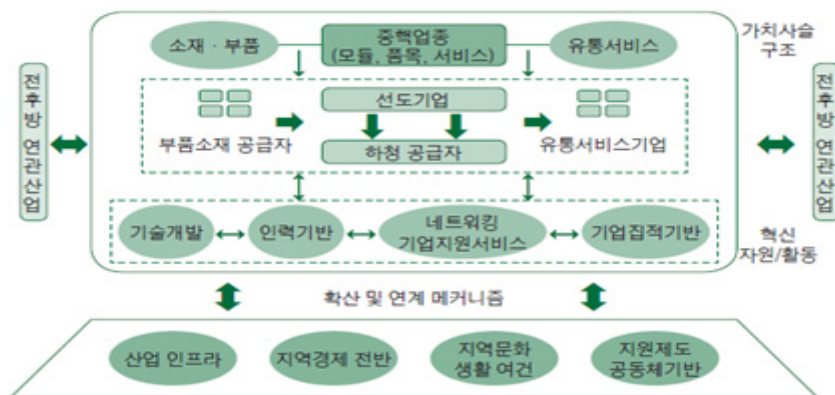 소재 · 부품
중핵업종
(모듈, 품목, 서비스)
유통서비스
가치사슬
구조
전후방 연관산업
선도기업
부품소재 공급자
하청 공급자
유통서비스기업
전후방 연관산업
기술개발
인력기반
네트워킹
기업지원서비스
기업집적기반
혁신
자원/활동
확산 및 연계 메커니즘
산업 인프라
지역경제 전반
지역문화
생활 여건
지원제도
공동체기반